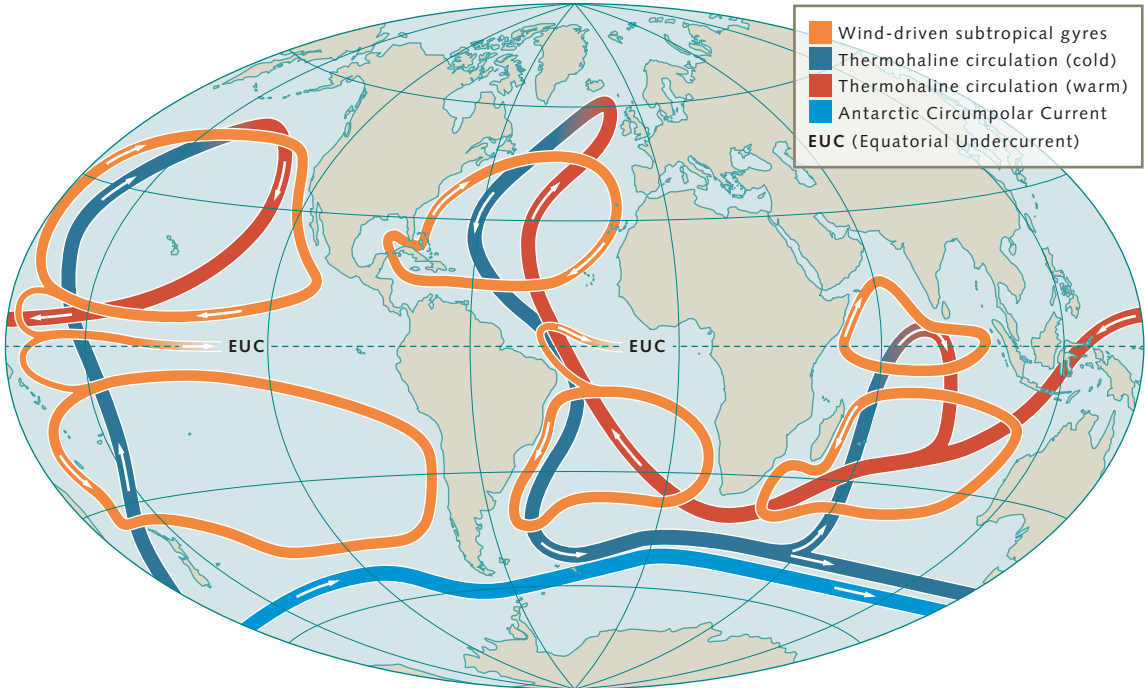 Wind-driven subtropical gyres
Thermohaline circulation (cold)
Thermohaline circulation (warm)
Antarctic Circumpolar Current
EUC (Equatorial Undercurrent)
EUC
EUC